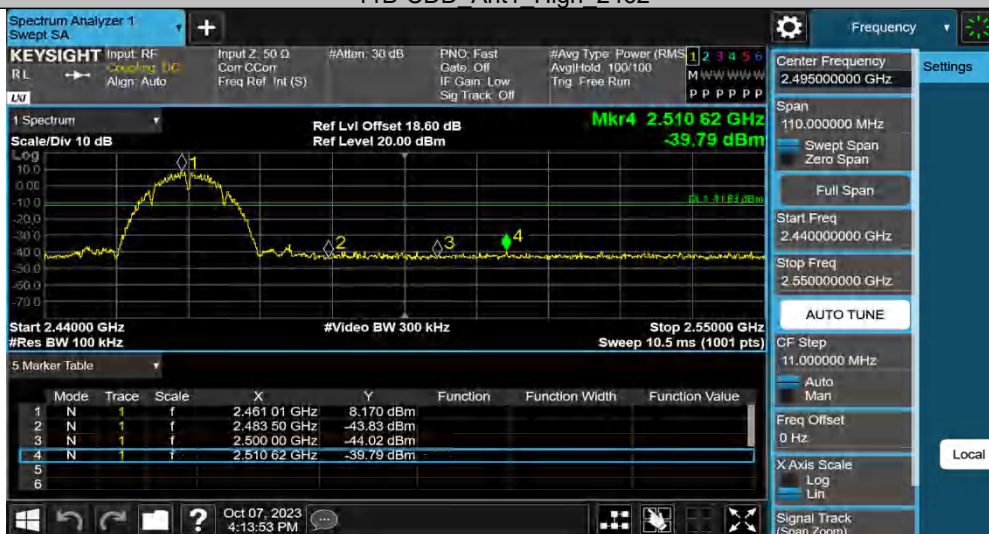 Spectrum Analyzer 1
Swept SA
+
Frequency
KEYSIGHT
RL
LXI
Input: RF
Coupling: DC
Align: Auto
Input Z: 50 Ω
Corr CCorr
Freq Ref: Int (S)
#Atten: 30 dB
PNO: Fast
Gate: Off
IF Gain: Low
Sig Track: Off
#Avg Type: Power (RMS
Avg|Hold: 100/100
Trig: Free Run
1 2 3 4 5 6
M W W W W W
P P P P P P
1 Spectrum
Scale/Div 10 dB
Ref Lvl Offset 18.60 dB
Ref Level 20.00 dBm
Mkr4 2.510 62 GHz
-39.79 dBm
Log
10.0
0.00
-10.0
-20.0
-30.0
-40.0
-50.0
-60.0
-70.0
1
2
3
4
DL1 -11.83 dBm
Start 2.44000 GHz
#Res BW 100 kHz
#Video BW 300 kHz
Stop 2.55000 GHz
Sweep 10.5 ms (1001 pts)
5 Marker Table
Mode Trace Scale X Y Function Function Width Function Value
1 N 1 f 2.461 01 GHz 8.170 dBm
2 N 1 f 2.483 50 GHz -43.83 dBm
3 N 1 f 2.500 00 GHz -44.02 dBm
4 N 1 f 2.510 62 GHz -39.79 dBm
5
6
?
Oct 07, 2023
4:13:53 PM
Center Frequency
2.495000000 GHz
Settings
Span
110.000000 MHz
Swept Span
Zero Span
Full Span
Start Freq
2.440000000 GHz
Stop Freq
2.550000000 GHz
AUTO TUNE
CF Step
11.000000 MHz
Auto
Man
Freq Offset
0 Hz
Local
X Axis Scale
Log
Lin
Signal Track
(Span Zoom)